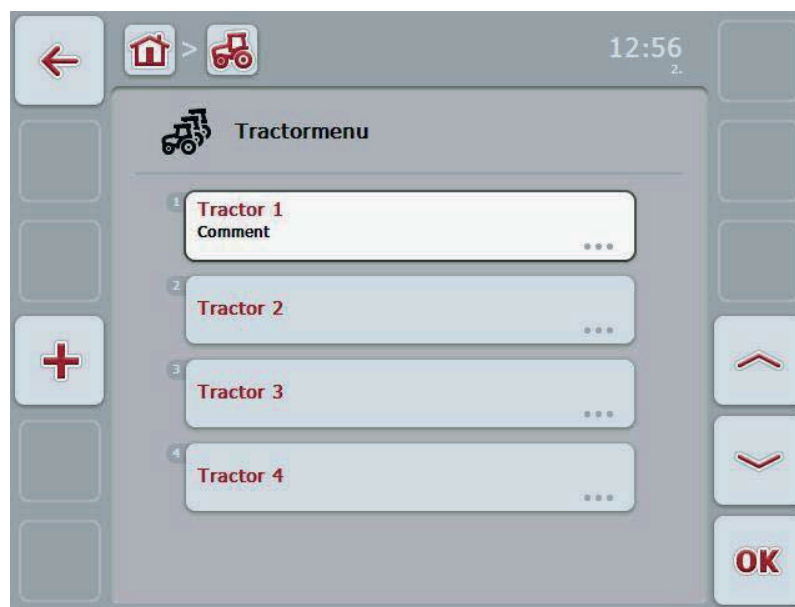 >
12:56
2.
Tractormenu
1
Tractor 1
Comment
...
2
Tractor 2
...
3
Tractor 3
...
4
Tractor 4
...
OK